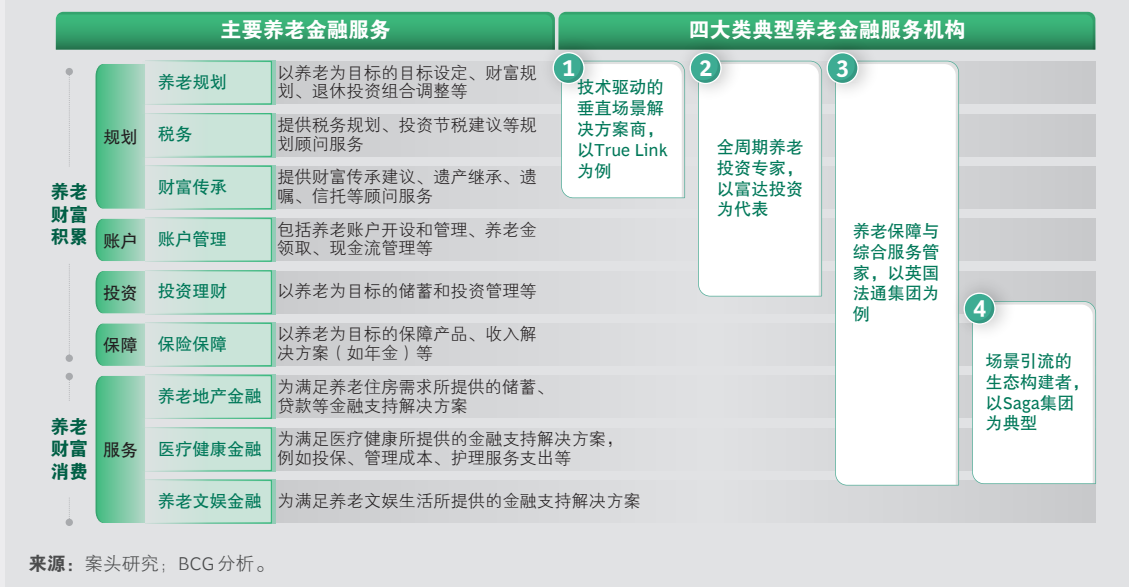 主要养老金融服务
四大类典型养老金融服务机构
养老
财富
积累
规划
养老规划
以养老为目标的目标设定、财富规
划、退休投资组合调整等
税务
提供税务规划、投资节税建议等规
划顾问服务
财富传承
提供财富传承建议、遗产继承、遗
嘱、信托等顾问服务
账户
账户管理
包括养老账户开设和管理、养老金
领取、现金流管理等
投资
投资理财
以养老为目标的储蓄和投资管理等
保障
保险保障
以养老为目标的保障产品、收入解
决方案（如年金）等
养老
财富
消费
服务
养老地产金融
为满足养老住房需求所提供的储蓄、
贷款等金融支持解决方案
医疗健康金融
为满足医疗健康所提供的金融支持解决方案，
例如投保、管理成本、护理服务支出等
养老文娱金融
为满足养老文娱生活所提供的金融支持解决方案
1
技术驱动的
垂直场景解
决方案商，
以True Link
为例
2
全周期养老
投资专家，
以富达投资
为代表
3
养老保障与
综合服务管
家，以英国
法通集团为
例
4
场景引流的
生态构建者，
以Saga集团
为典型
来源：案头研究；BCG分析。